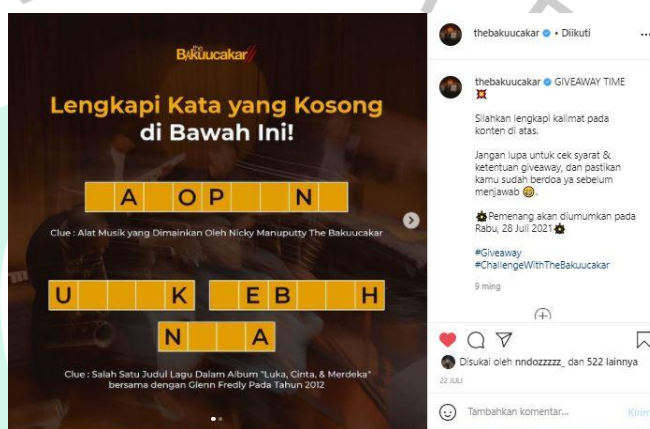 the
Bakuucakar
Lengkapi Kata yang Kosong
di Bawah Ini!
A O P N
Clue : Alat Musik yang Dimainkan Oleh Nicky Manuputty The Bakuucakar
U K E B H
N A
Clue : Salah Satu Judul Lagu Dalam Album "Luka, Cinta, & Merdeka"
bersama dengan Glenn Fredly Pada Tahun 2012
thebakuucakar • Diikuti
thebakuucakar GIVEAWAY TIME
💥
Silahkan lengkapi kalimat pada
konten di atas.
Jangan lupa untuk cek syarat &
ketentuan giveaway, dan pastikan
kamu sudah berdoa ya sebelum
menjawab 😂.
Pemenang akan diumumkan pada
Rabu, 28 Juli 2021
#Giveaway
#ChallengeWithTheBakuucakar
9 ming
Disukai oleh nndozzzzz_ dan 522 lainnya
22 JULI
Tambahkan komentar... Kirim